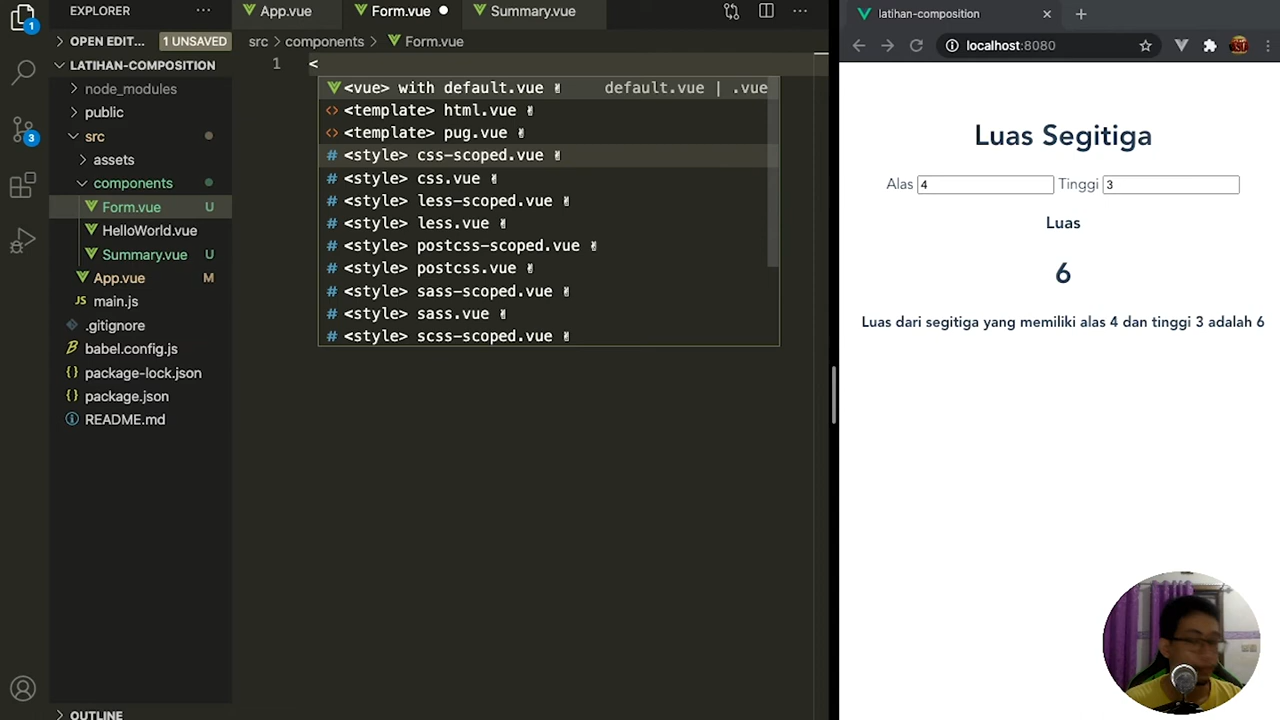 EXPLORER
OPEN EDIT... 1 UNSAVED
LATIHAN-COMPOSITION
node_modules
public
src
assets
components
Form.vue U
HelloWorld.vue
Summary.vue U
App.vue M
JS main.js
.gitignore
babel.config.js
{} package-lock.json
{} package.json
README.md
OUTLINE
1
3
App.vue
Form.vue
Summary.vue
src > components > Form.vue
1 <
<vue> with default.vue ✌ default.vue | .vue
<template> html.vue ✌
<template> pug.vue ✌
# <style> css-scoped.vue ✌
# <style> css.vue ✌
# <style> less-scoped.vue ✌
# <style> less.vue ✌
# <style> postcss-scoped.vue ✌
# <style> postcss.vue ✌
# <style> sass-scoped.vue ✌
# <style> sass.vue ✌
# <style> scss-scoped.vue ✌
latihan-composition
localhost:8080
Luas Segitiga
Alas 4 Tinggi 3
Luas
6
Luas dari segitiga yang memiliki alas 4 dan tinggi 3 adalah 6